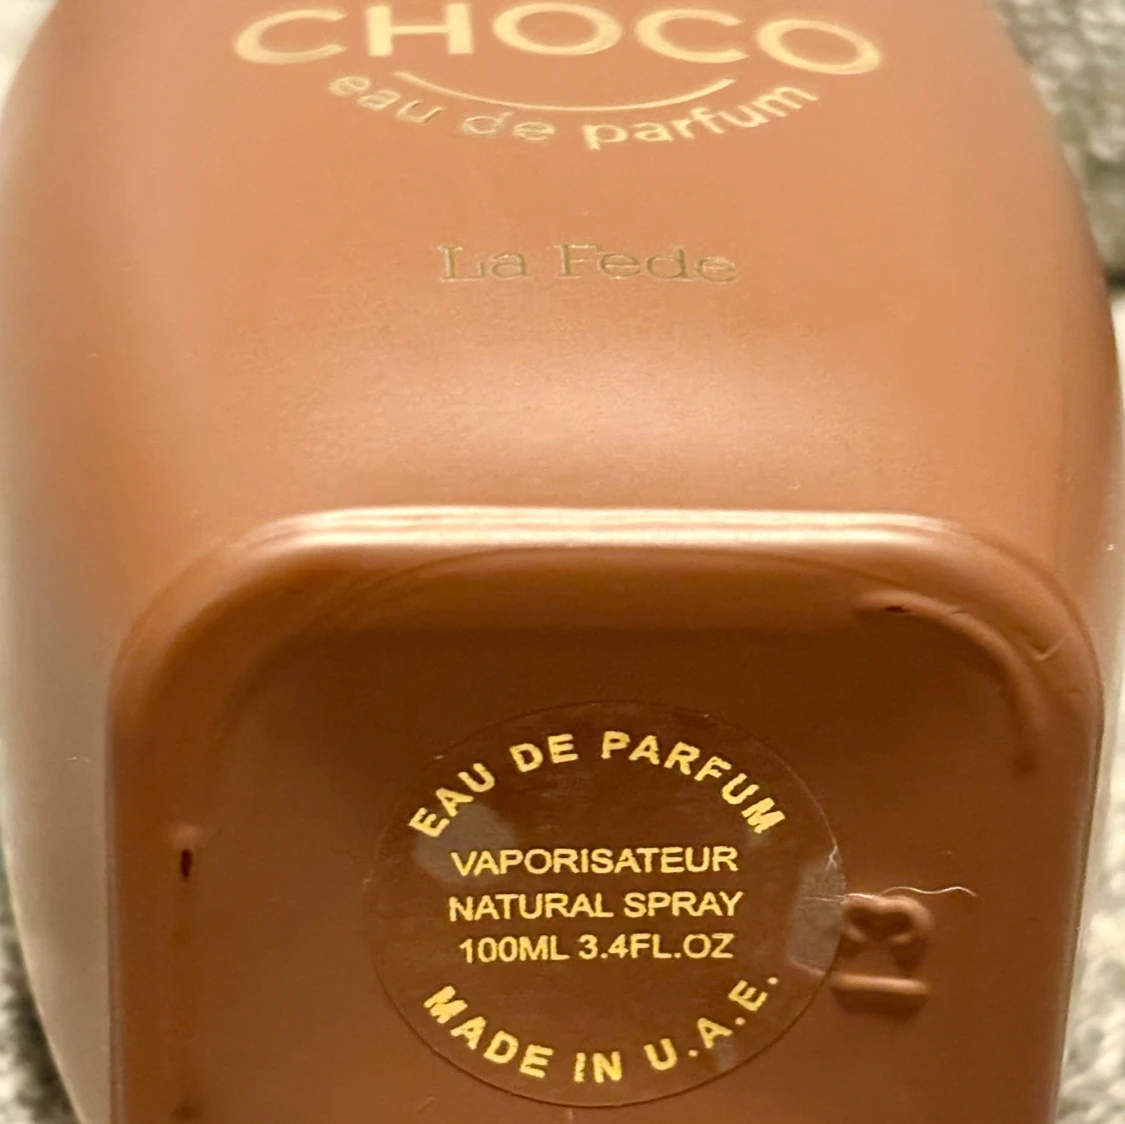 CHOCO
eau de parfum
La Fede
EAU DE PARFUM
VAPORISATEUR
NATURAL SPRAY
100ML 3.4FL.OZ
MADE IN U.A.E.